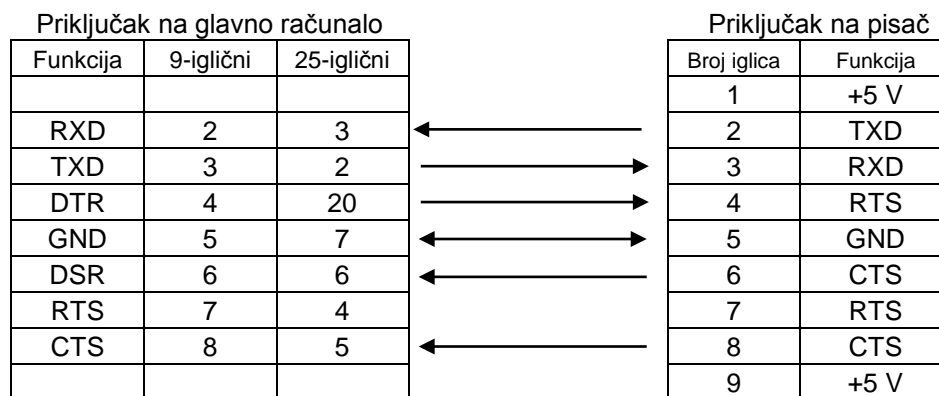 Priključak na glavno računalo Priključak na pisač
Funkcija 9-iglični 25-iglični Broj iglica Funkcija
1 +5 V
RXD 2 3 2 TXD
TXD 3 2 3 RXD
DTR 4 20 4 RTS
GND 5 7 5 GND
DSR 6 6 6 CTS
RTS 7 4 7 RTS
CTS 8 5 8 CTS
9 +5 V